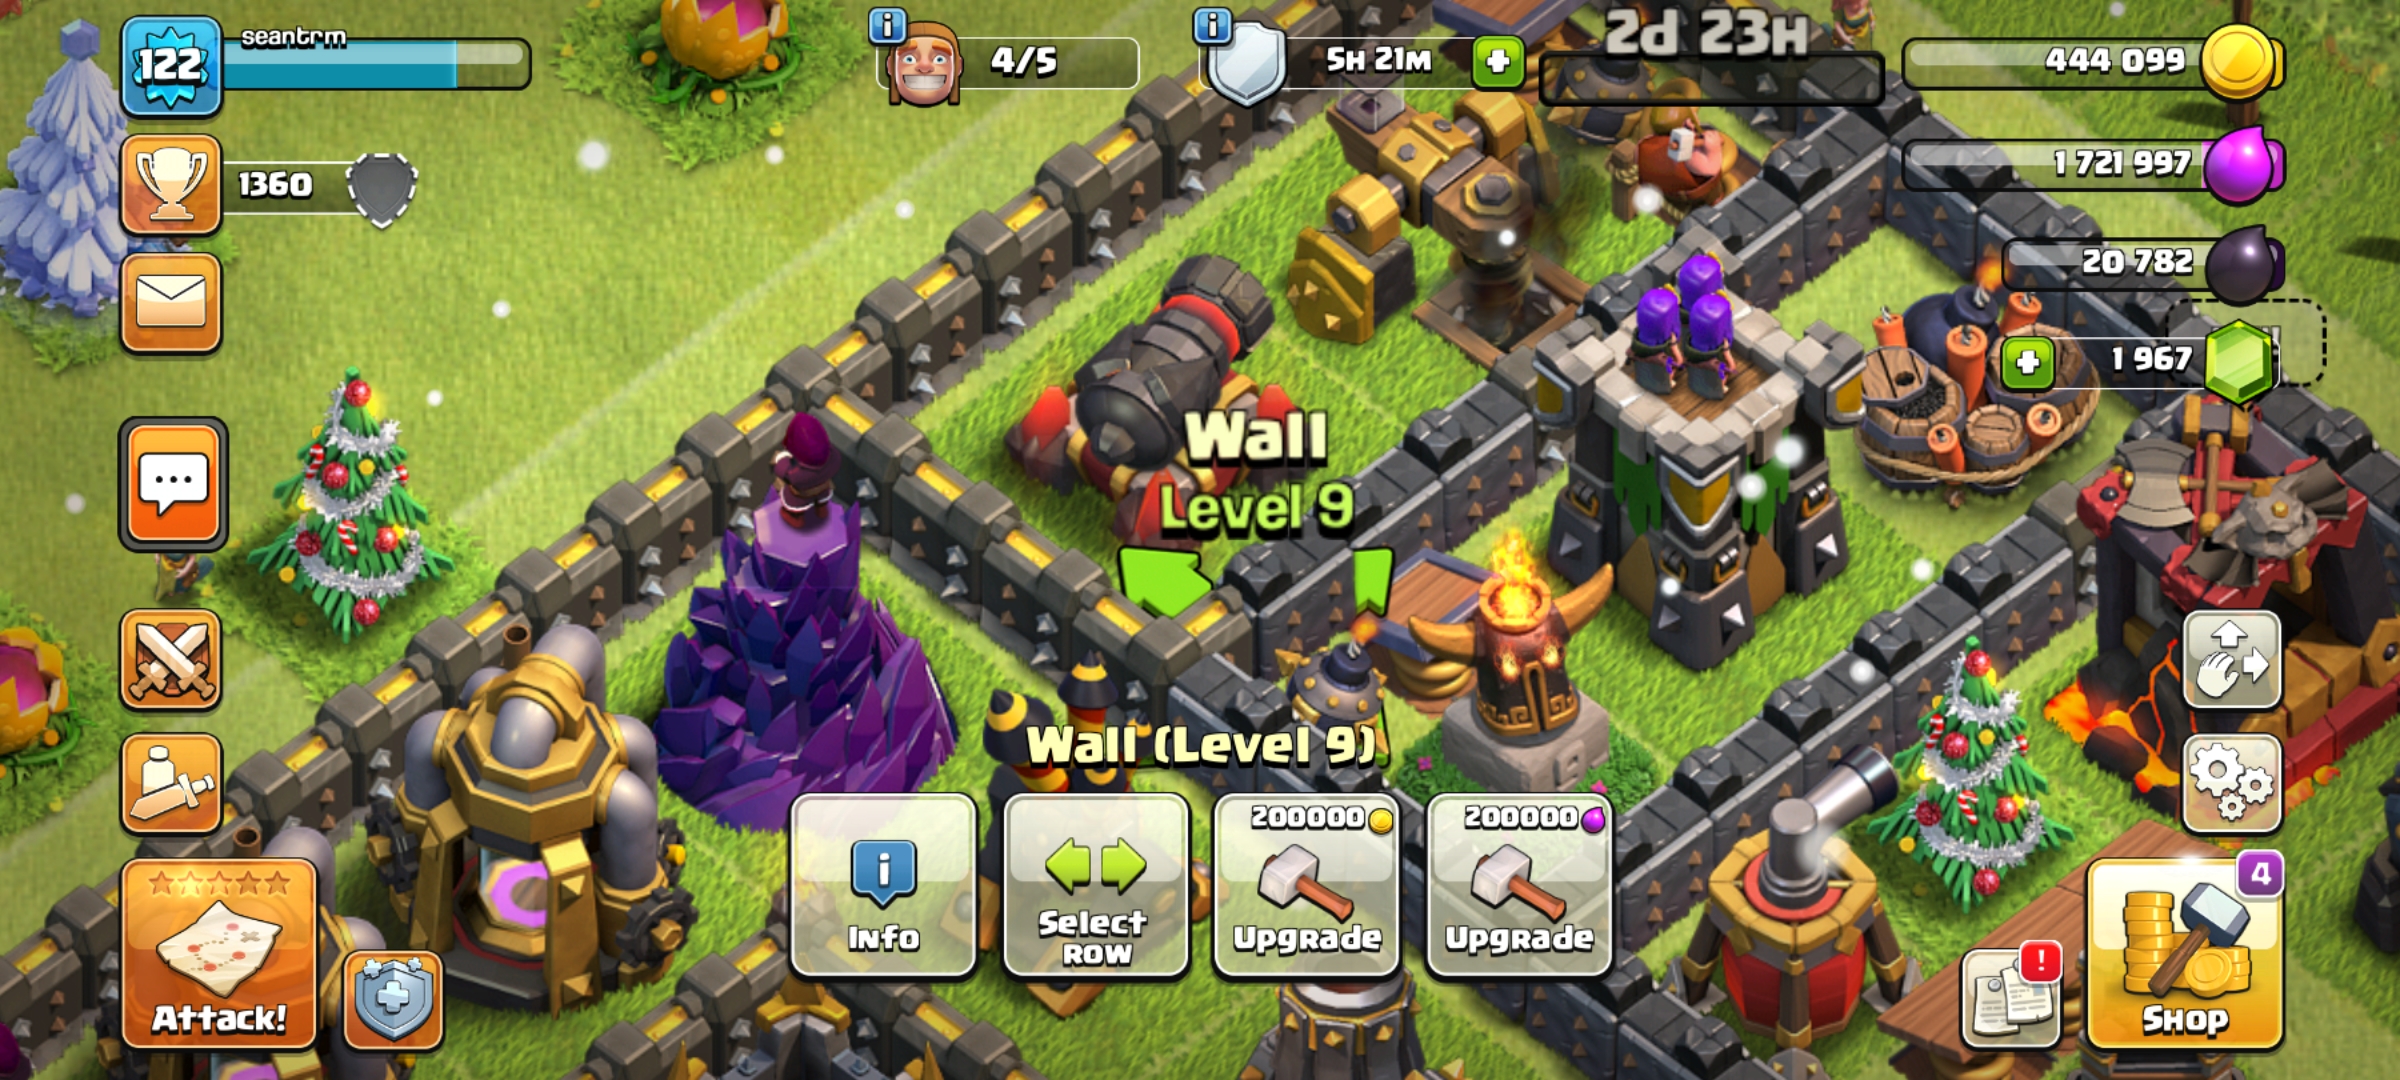 122
seantrm
4/5
5H 21M
2d 23H
444 099
1360
1 721 997
20 782
1 967
Wall
Level 9
Wall (Level 9)
Info
Select
Row
200000
Upgrade
200000
Upgrade
Attack!
4
!
Shop